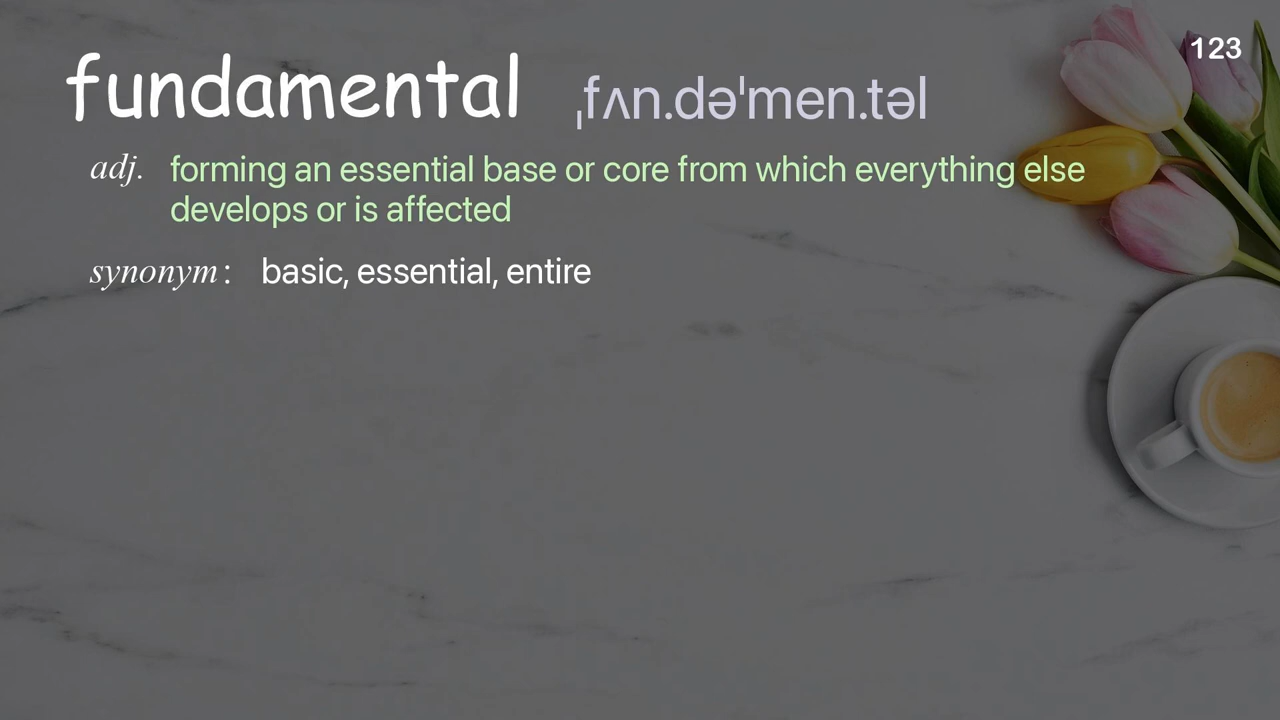 123
fundamental ˌfʌn.dəˈmen.təl
adj. forming an essential base or core from which everything else
develops or is affected
synonym : basic, essential, entire